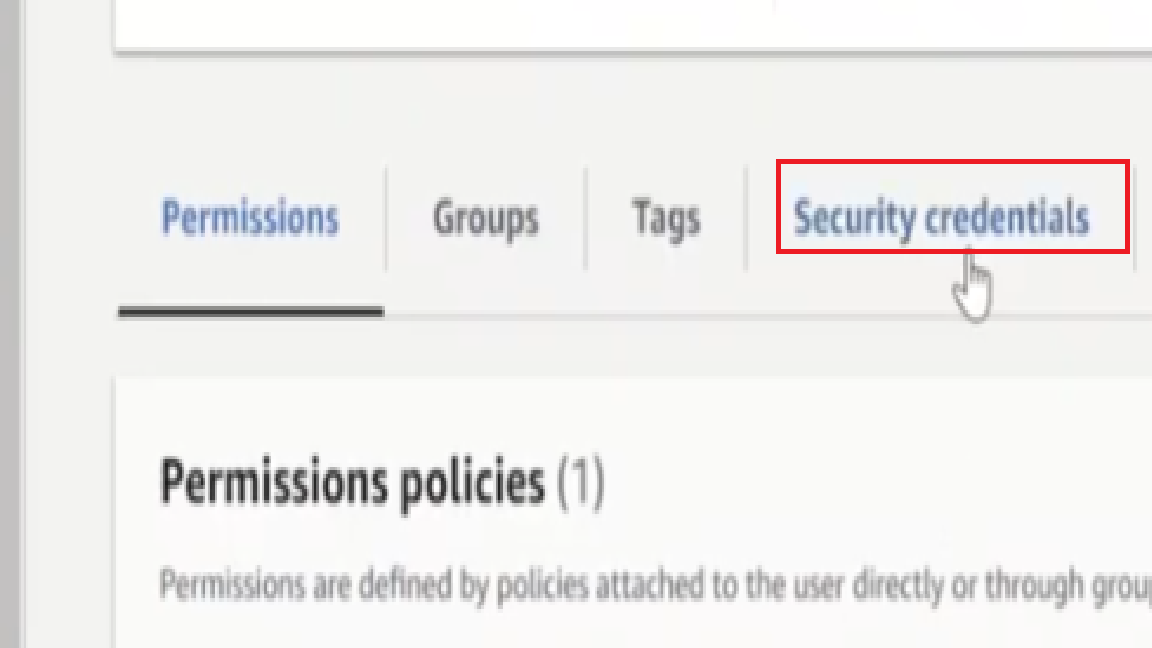 Permissions Groups Tags Security credentials
Permissions policies (1)
Permissions are defined by policies attached to the user directly or through